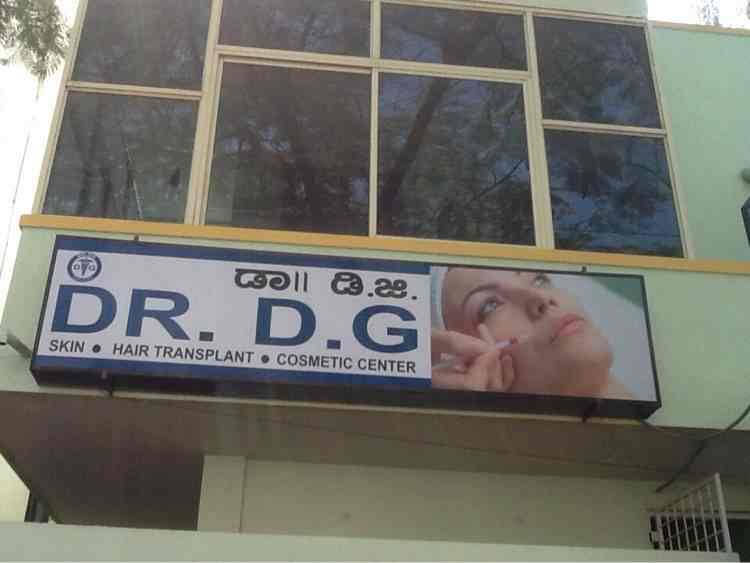 ಡಾ॥ ಡಿ.ಜಿ.
DR. D.G
SKIN ● HAIR TRANSPLANT ● COSMETIC CENTER